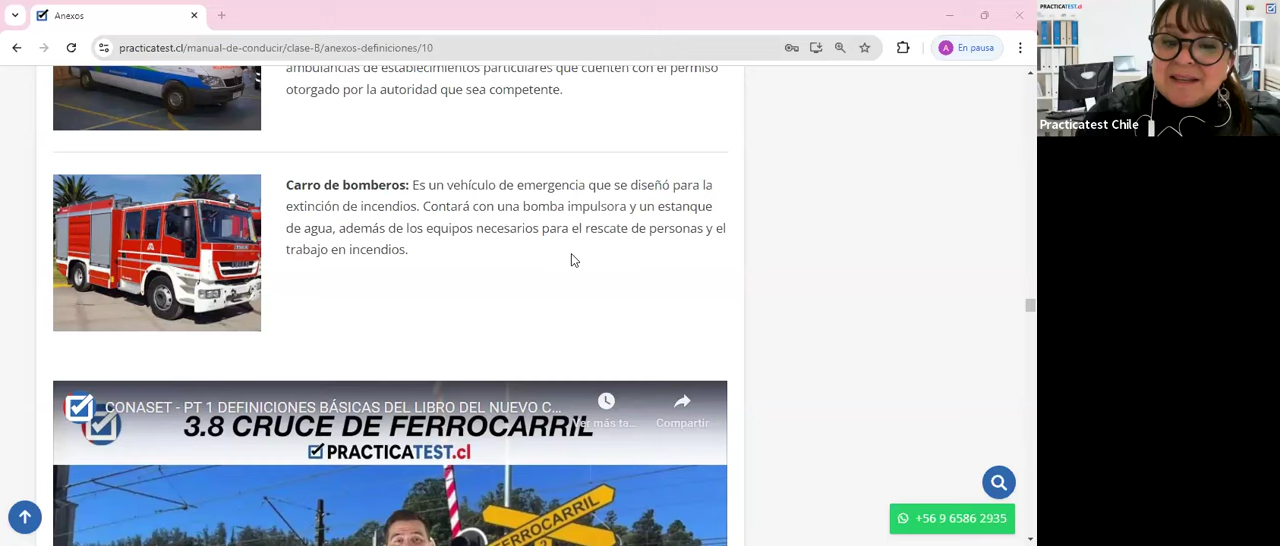 Anexos
practicatest.cl/manual-de-conducir/clase-B/anexos-definiciones/10
A
En pausa
ambulancias de establecimientos particulares que cuenten con el permiso
otorgado por la autoridad que sea competente.
Carro de bomberos: Es un vehículo de emergencia que se diseñó para la
extinción de incendios. Contará con una bomba impulsora y un estanque
de agua, además de los equipos necesarios para el rescate de personas y el
trabajo en incendios.
CONASET - PT 1 DEFINICIONES BÁSICAS DEL LIBRO DEL NUEVO C...
Ver más ta...
Compartir
3.8 CRUCE DE FERROCARRIL
PRACTICATEST.cl
FERROCARRIL
2
+56 9 6586 2935
PRACTICATEST.cl
Practicatest Chile